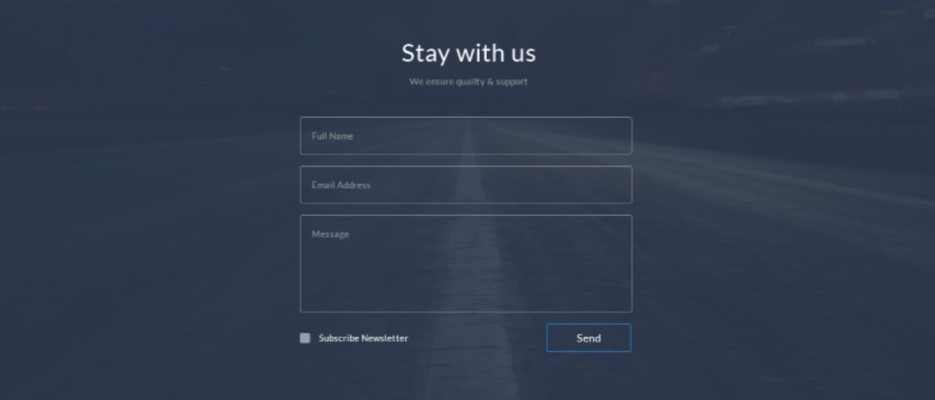 Stay with us
We ensure quality & support
Full Name
Email Address
Message
Subscribe Newsletter
Send